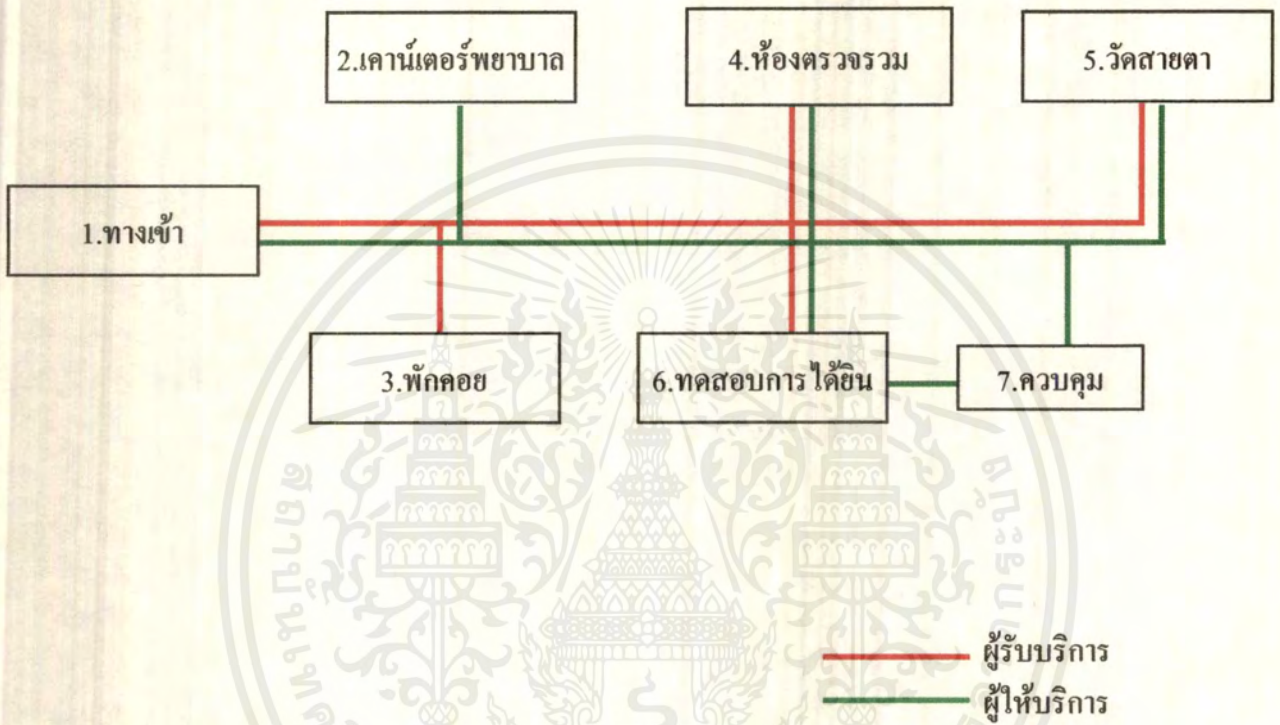 2.เคาน์เตอร์พยาบาล
4.ห้องตรวจรวม
5.วัดสายตา
1.ทางเข้า
3.พักคอย
6.ทดสอบการได้ยิน
7.ควบคุม
ผู้รับบริการ
ผู้ให้บริการ